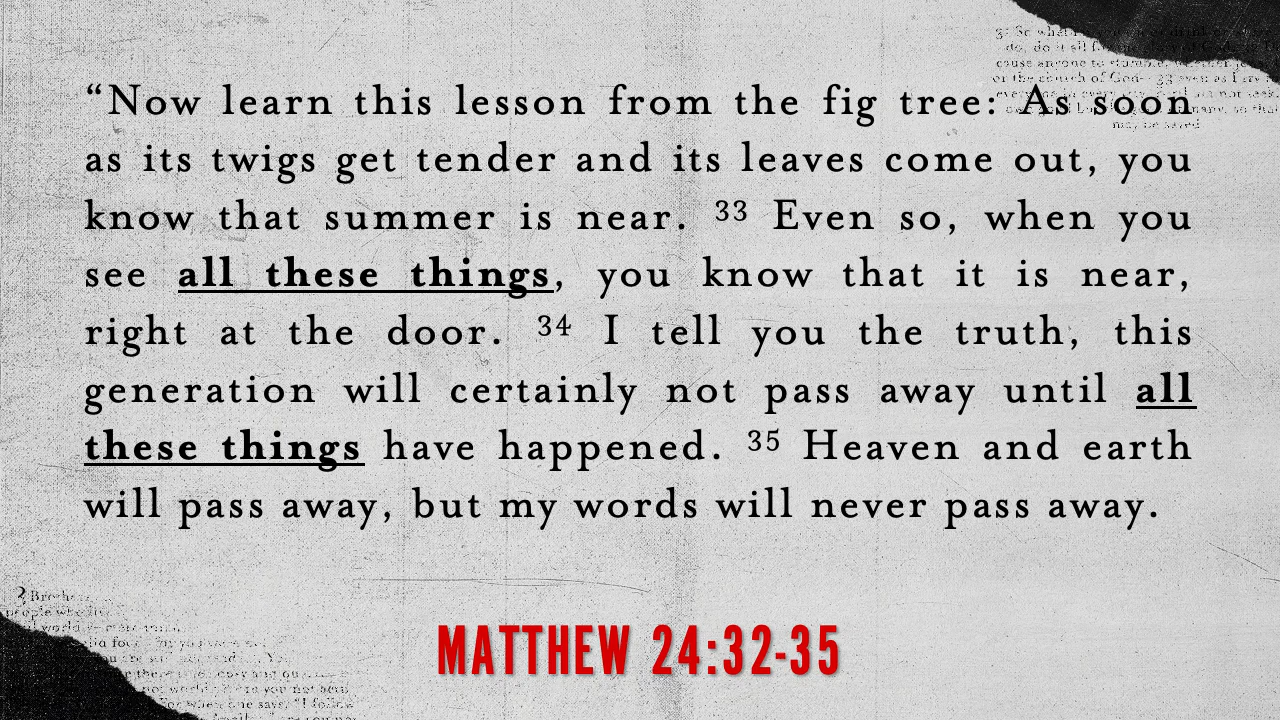 “Now learn this lesson from the fig tree: As soon
as its twigs get tender and its leaves come out, you
know that summer is near. 33 Even so, when you
see all these things, you know that it is near,
right at the door. 34 I tell you the truth, this
generation will certainly not pass away until all
these things have happened. 35 Heaven and earth
will pass away, but my words will never pass away.
MATTHEW 24:32-35